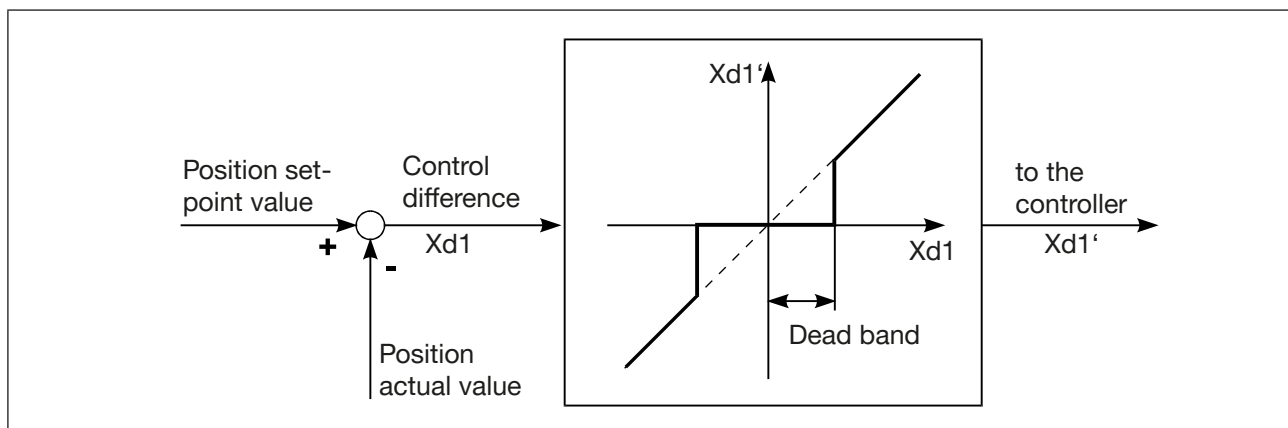 Position set-
point value
+
-
Position
actual value
Control
difference
Xd1
Xd1‘
Xd1
Dead band
to the
controller
Xd1‘